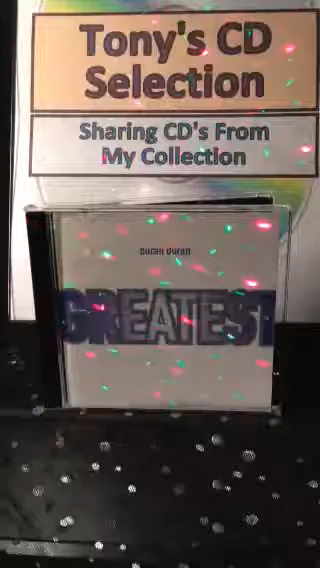 Tony's CD
Selection
Sharing CD's From
My Collection
DURAN DURAN
GREATEST